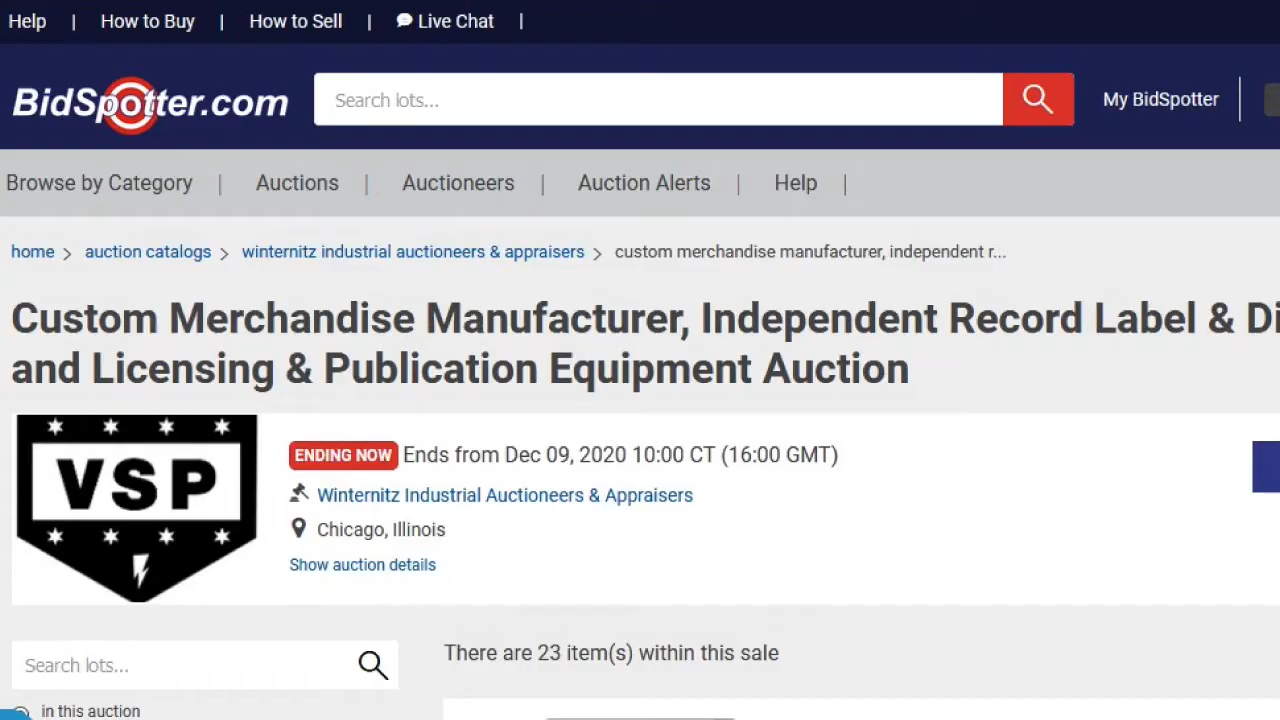 Help | How to Buy | How to Sell | Live Chat |
BidSpotter.com
Search lots...
My BidSpotter
Browse by Category | Auctions | Auctioneers | Auction Alerts | Help |
home > auction catalogs > winternitz industrial auctioneers & appraisers > custom merchandise manufacturer, independent r...
Custom Merchandise Manufacturer, Independent Record Label & Di
and Licensing & Publication Equipment Auction
VSP
ENDING NOW Ends from Dec 09, 2020 10:00 CT (16:00 GMT)
Winternitz Industrial Auctioneers & Appraisers
Chicago, Illinois
Show auction details
Search lots...
There are 23 item(s) within this sale
in this auction